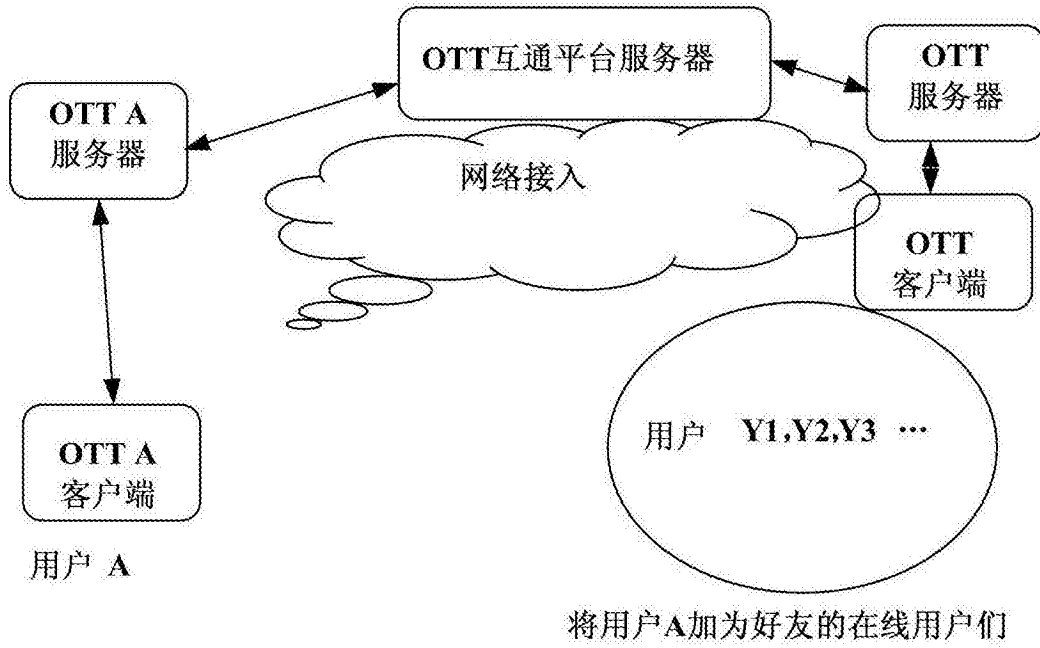 OTT互通平台服务器
OTT
服务器
OTT A
服务器
网络接入
OTT
客户端
用户 Y1,Y2,Y3 …
OTT A
客户端
用户 A
将用户A加为好友的在线用户们